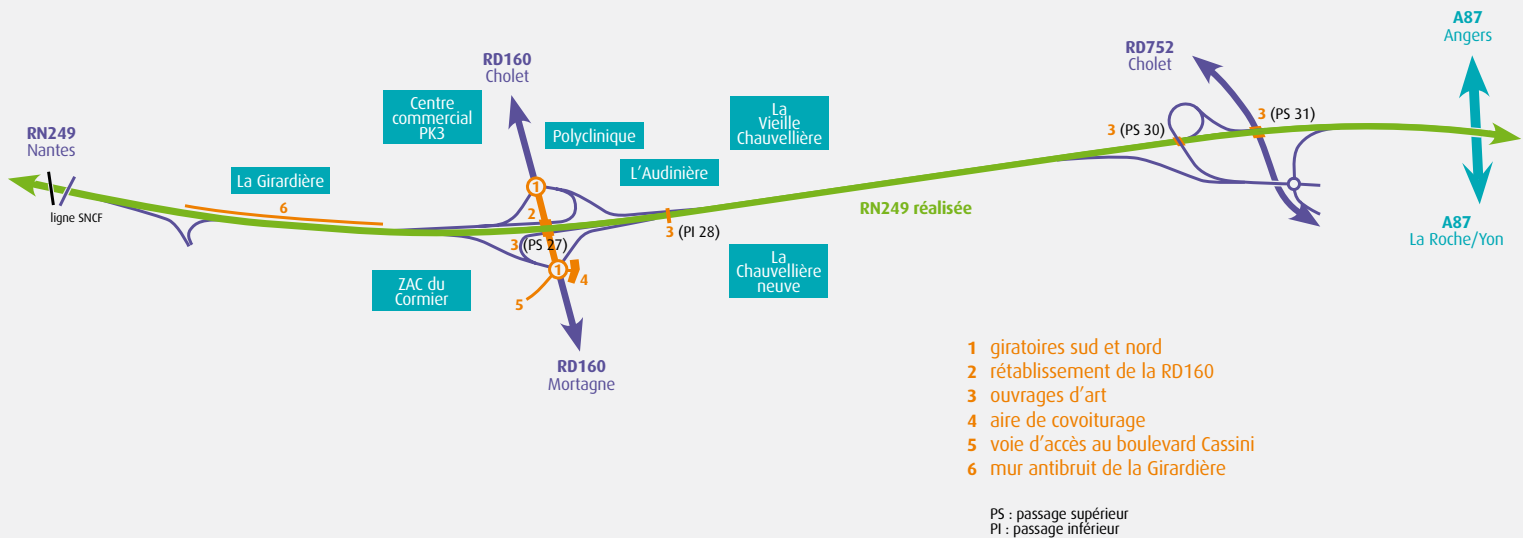 A87
Angers
RD752
Cholet
RD160
Cholet
Centre
commercial
PK3
Polyclinique
La
Vieille
Chauvellière
3 (PS 31)
3 (PS 30)
RN249
Nantes
ligne SNCF
La Girardière
6
L'Audinière
1
2
RN249 réalisée
3 (PS 27)
3 (PI 28)
A87
La Roche/Yon
La
Chauvellière
neuve
ZAC du
Cormier
1
4
5
RD160
Mortagne
1 giratoires sud et nord
2 rétablissement de la RD160
3 ouvrages d'art
4 aire de covoiturage
5 voie d'accès au boulevard Cassini
6 mur antibruit de la Girardière
PS : passage supérieur
PI : passage inférieur